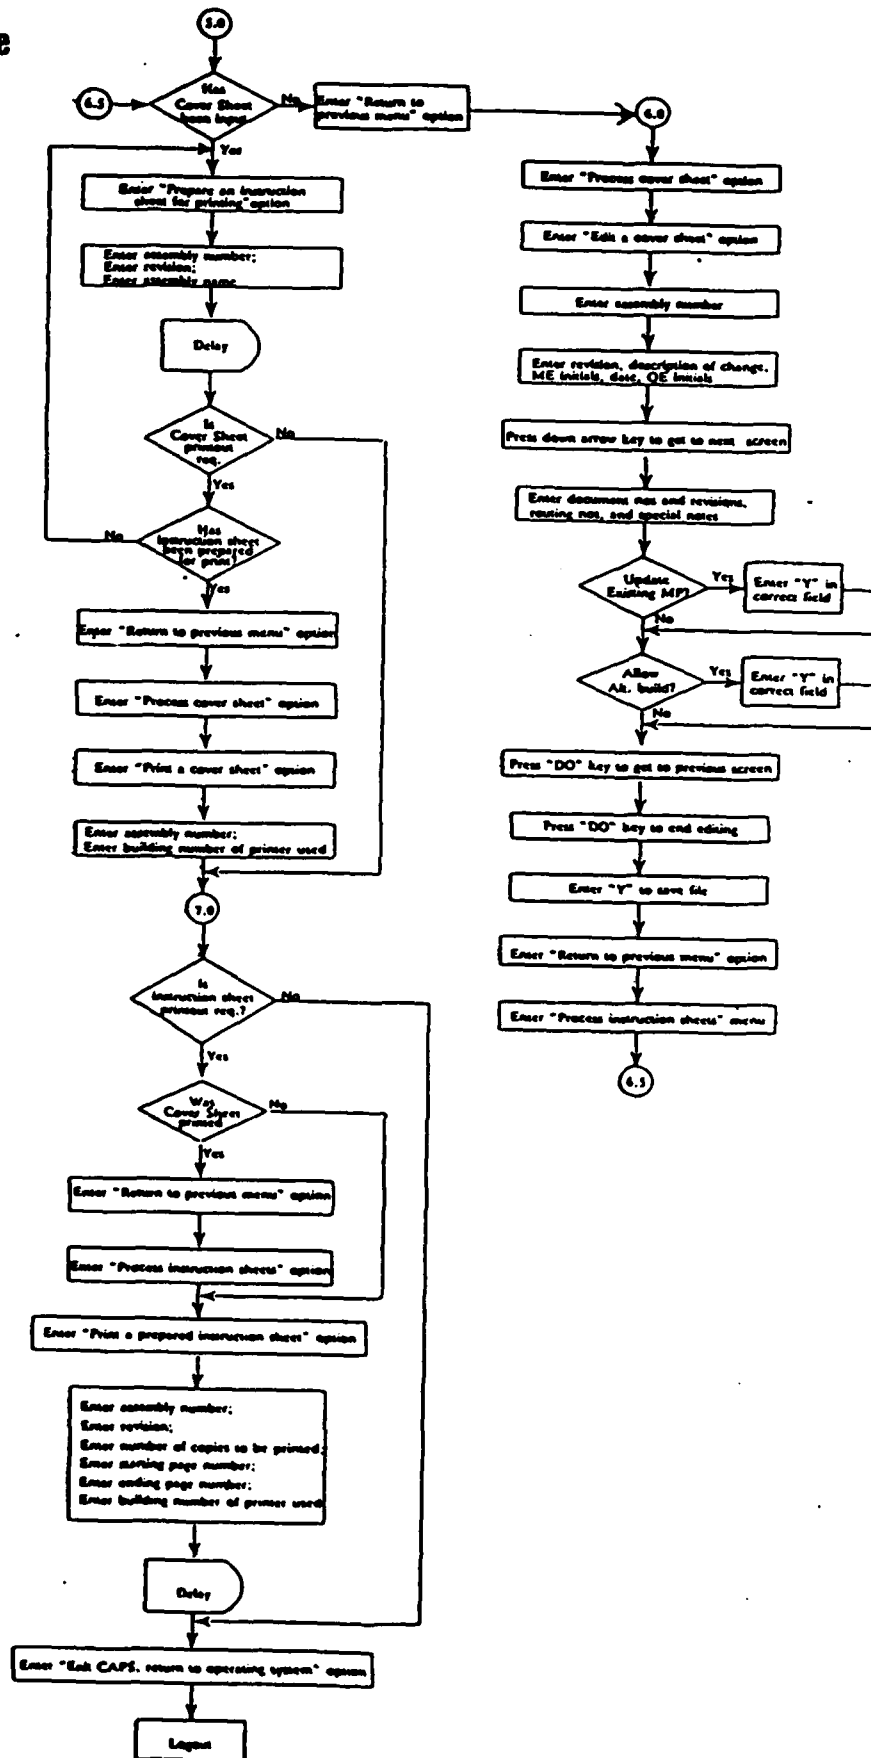 e
5.0
6.5
Has
Cover Sheet
been input
No
Enter "Return to
previous menu" option
6.0
Yes
Enter "Prepare an instruction
sheet for printing" option
Enter assembly number;
Enter revision;
Enter assembly name
Delay
Is
Cover Sheet
printout
req.
No
Yes
Has
Instruction sheet
been prepared
for print?
No
Yes
Enter "Return to previous menu" option
Enter "Process cover sheet" option
Enter "Print a cover sheet" option
Enter assembly number;
Enter building number of printer used
7.0
Is
instruction sheet
printout req.?
No
Yes
Was
Cover Sheet
printed
No
Yes
Enter "Return to previous menu" option
Enter "Process instruction sheets" option
Enter "Print a prepared instruction sheet" option
Enter assembly number;
Enter revision;
Enter number of copies to be printed;
Enter starting page number;
Enter ending page number;
Enter building number of printer used
Delay
Enter "Exit CAPS, return to operating system" option
Logout
Enter "Process cover sheet" option
Enter "Edit a cover sheet" option
Enter assembly number
Enter revision, description of change,
ME initials, date, QE initials
Press down arrow key to get to next screen
Enter document nos and revisions,
routing nos, and special notes
Update
Existing MP?
Yes
Enter "Y" in
correct field
No
Allow
Alt. build?
Yes
Enter "Y" in
correct field
No
Press "DO" key to get to previous screen
Press "DO" key to end editing
Enter "Y" to save file
Enter "Return to previous menu" option
Enter "Process instruction sheets" menu
6.5